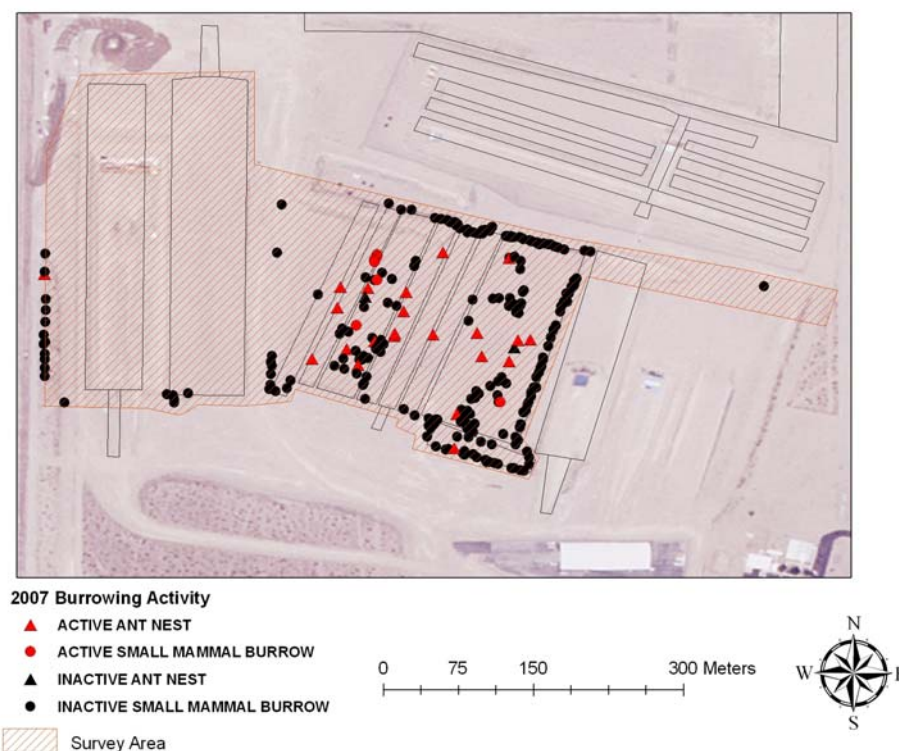 2007 Burrowing Activity
ACTIVE ANT NEST
ACTIVE SMALL MAMMAL BURROW
INACTIVE ANT NEST
INACTIVE SMALL MAMMAL BURROW
Survey Area
0 75 150 300 Meters
N
W E
S